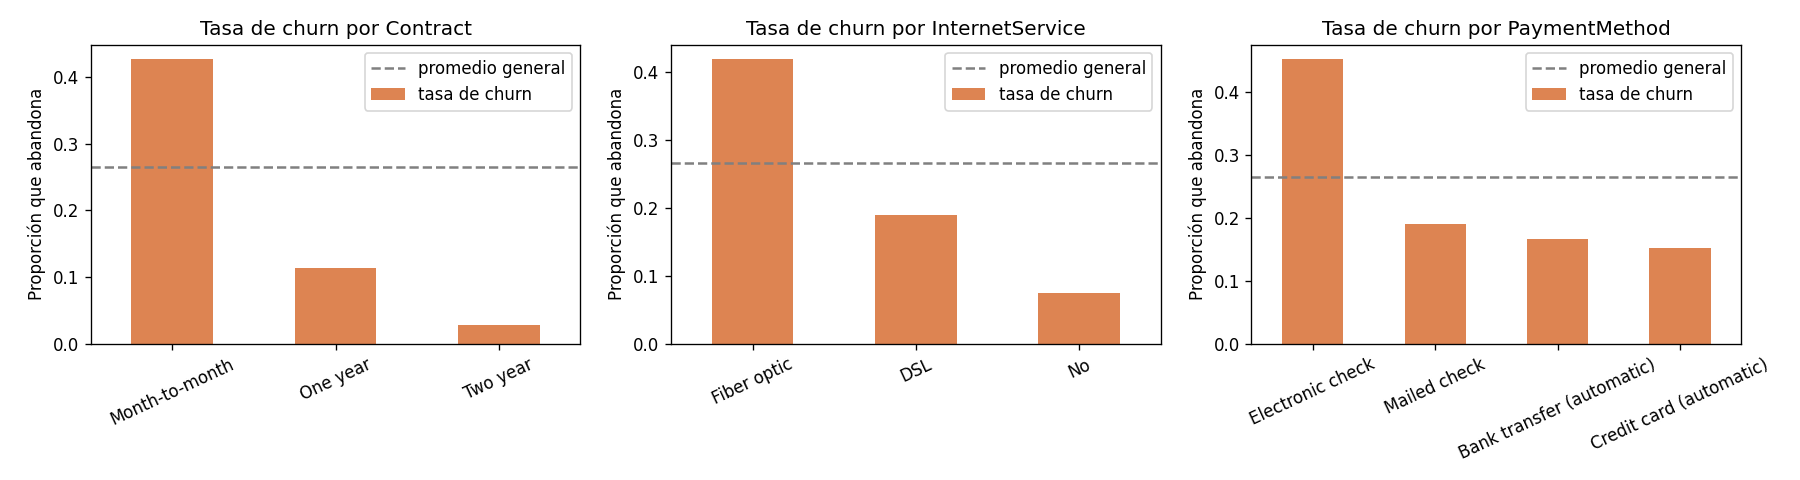 Tasa de churn por Contract
Proporción que abandona
0.4
0.3
0.2
0.1
0.0
promedio general
tasa de churn
Month-to-month
One year
Two year
Tasa de churn por InternetService
Proporción que abandona
0.4
0.3
0.2
0.1
0.0
promedio general
tasa de churn
Fiber optic
DSL
No
Tasa de churn por PaymentMethod
Proporción que abandona
0.4
0.3
0.2
0.1
0.0
promedio general
tasa de churn
Electronic check
Mailed check
Bank transfer (automatic)
Credit card (automatic)